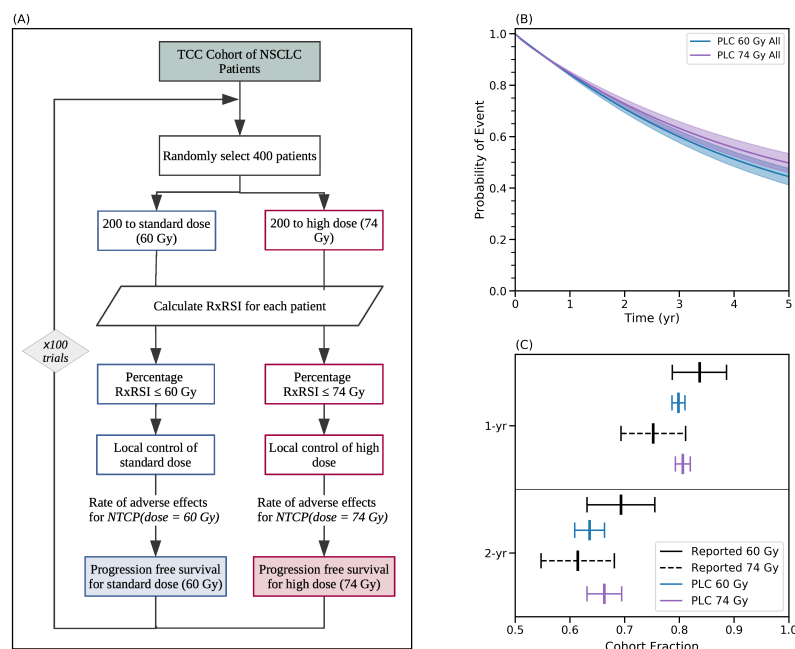 (A)
TCC Cohort of NSCLC
Patients
Randomly select 400 patients
200 to standard dose
(60 Gy)
200 to high dose (74
Gy)
Calculate RxRSI for each patient
x100
trials
Percentage
RxRSI ≤ 60 Gy
Percentage
RxRSI ≤ 74 Gy
Local control of
standard dose
Local control of high
dose
Rate of adverse effects
for NTCP(dose = 60 Gy)
Rate of adverse effects
for NTCP(dose = 74 Gy)
Progression free survival
for standard dose (60 Gy)
Progression free survival
for high dose (74 Gy)
(B)
PLC 60 Gy All
PLC 74 Gy All
Probability of Event
1.0
0.8
0.6
0.4
0.2
0.0
0 1 2 3 4 5
Time (yr)
(C)
1-yr
2-yr
Reported 60 Gy
Reported 74 Gy
PLC 60 Gy
PLC 74 Gy
0.5 0.6 0.7 0.8 0.9 1.0
Cohort Fraction